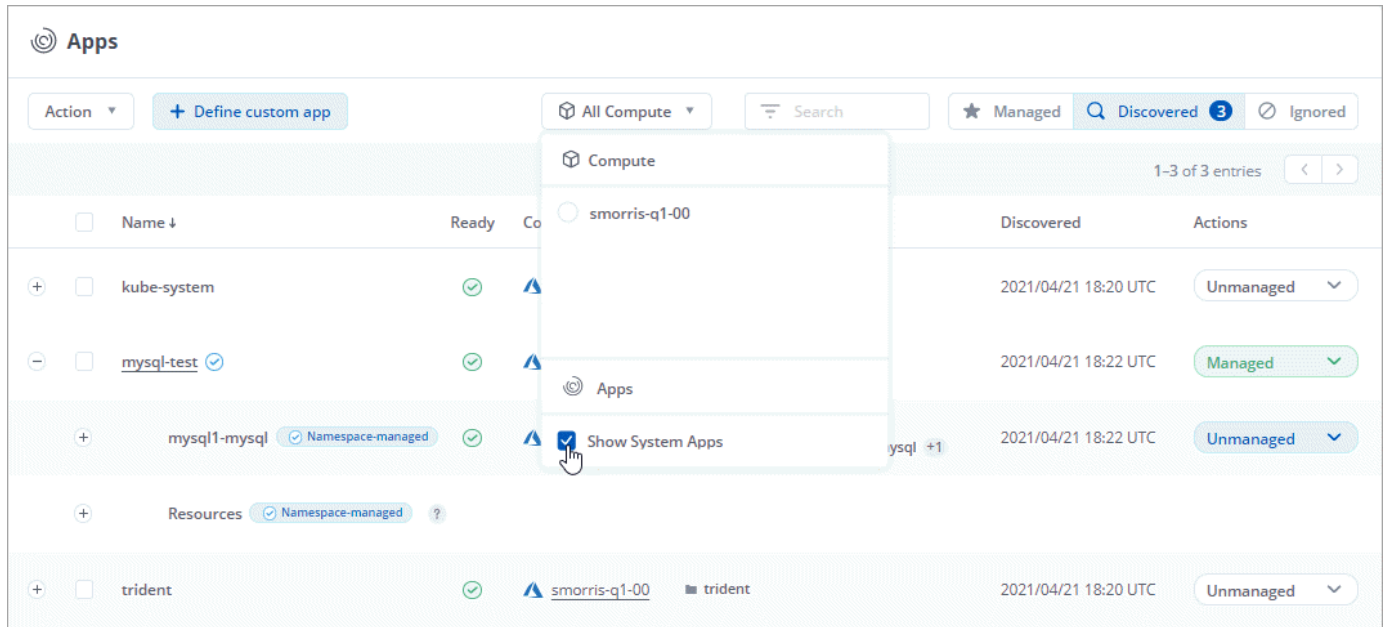 Apps
Action
+ Define custom app
All Compute
Search
Managed
Discovered 3
Ignored
Compute
1–3 of 3 entries
smorris-q1-00
Name ↓
Ready
Co
Discovered
Actions
kube-system
2021/04/21 18:20 UTC
Unmanaged
mysql-test
2021/04/21 18:22 UTC
Managed
Apps
mysql1-mysql
Namespace-managed
Show System Apps
ysql +1
2021/04/21 18:22 UTC
Unmanaged
Resources
Namespace-managed
?
trident
smorris-q1-00
trident
2021/04/21 18:20 UTC
Unmanaged